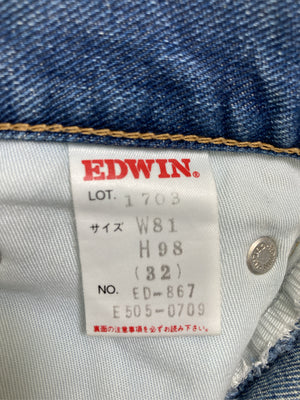 EDWIN®
LOT. 1703
サイズ W81
H98
(32)
NO. ED-867
E505-0709
裏面の注意事項を必ずお読み下さい。